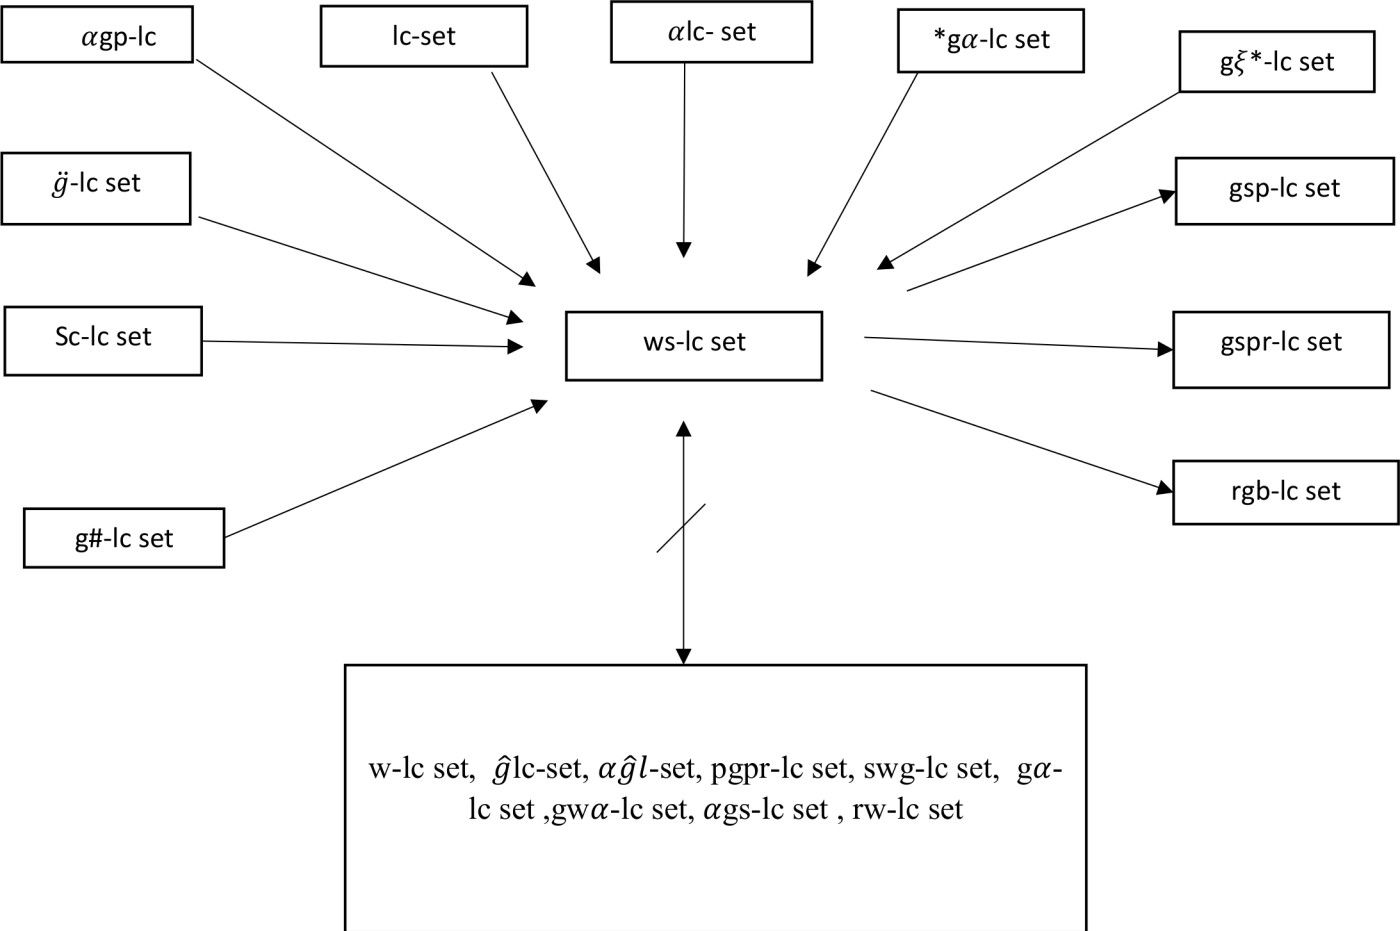 𝛼gp-lc
lc-set
𝛼lc- set
*g𝛼-lc set
g𝜉*-lc set
g̈-lc set
gsp-lc set
Sc-lc set
ws-lc set
gspr-lc set
rgb-lc set
g#-lc set
w-lc set, ĝlc-set, 𝛼ĝl-set, pgpr-lc set, swg-lc set, g𝛼-
lc set ,gw𝛼-lc set, 𝛼gs-lc set , rw-lc set